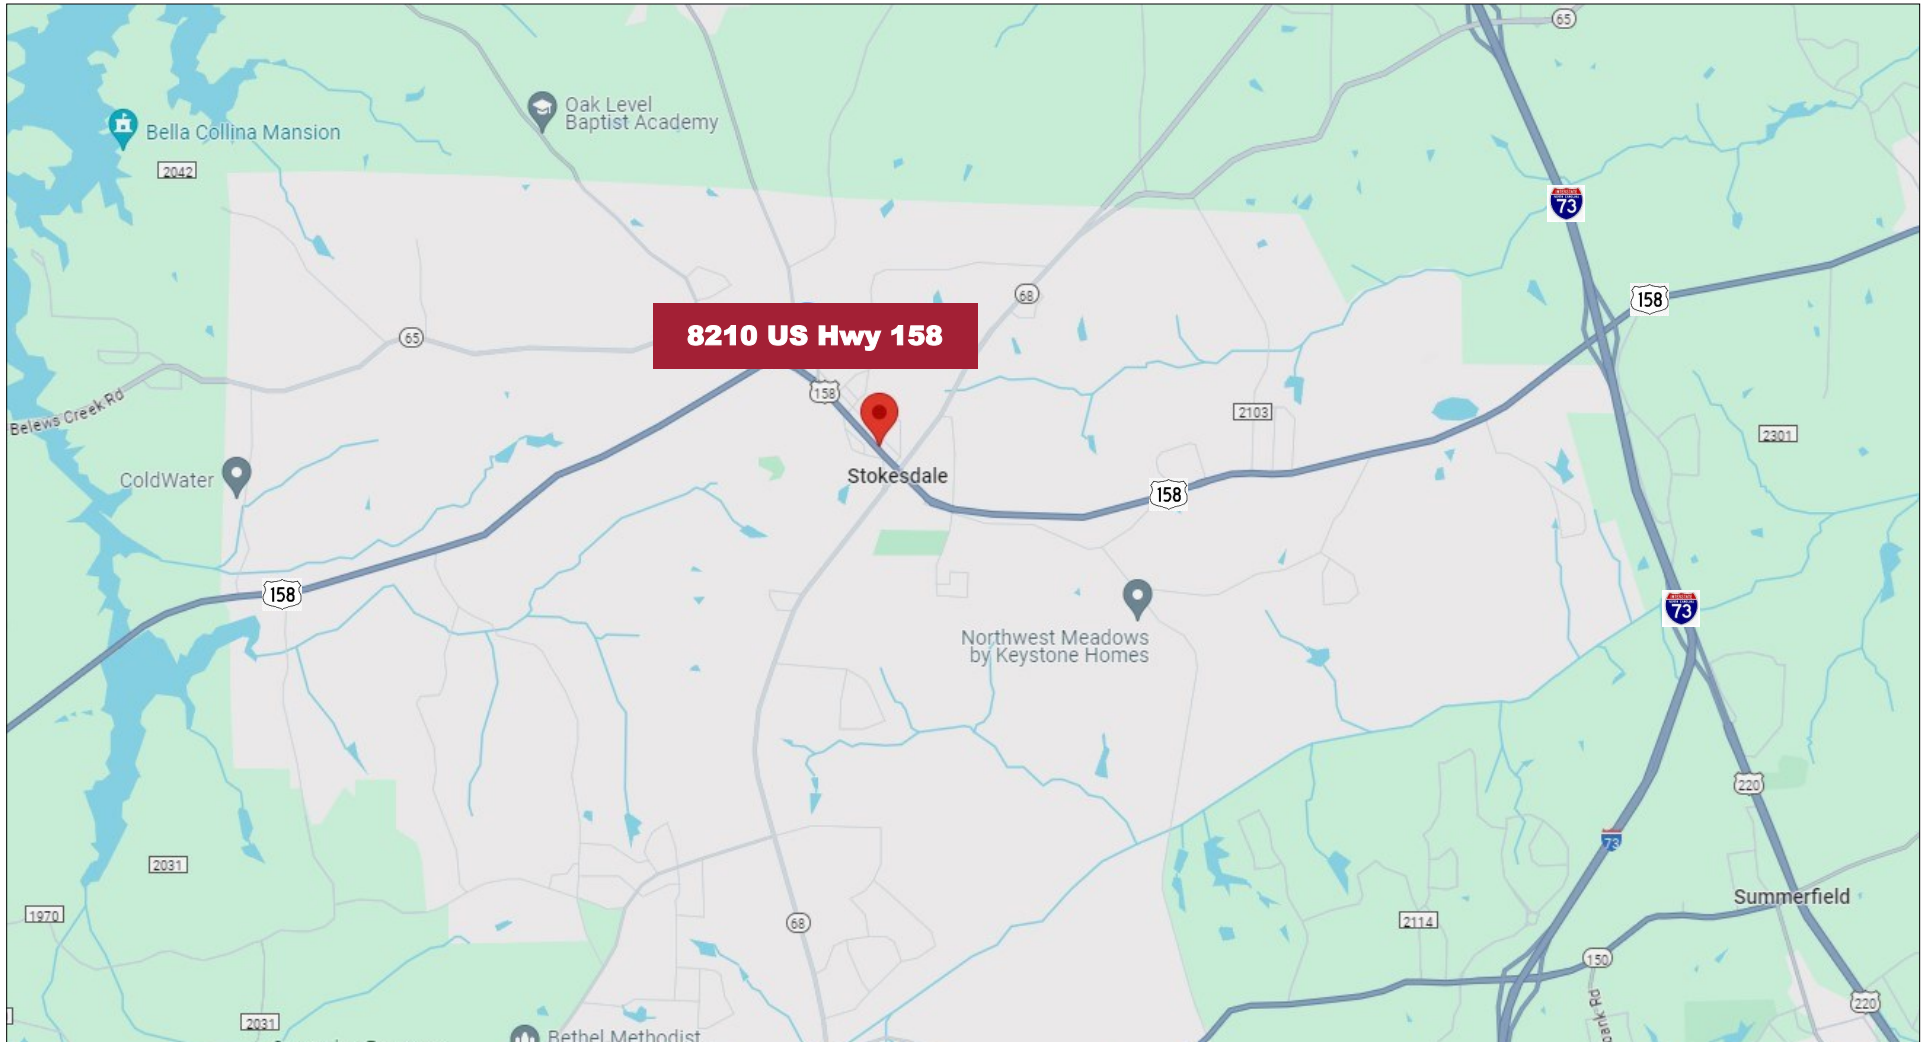 65
Oak Level
Baptist Academy
Bella Collina Mansion
2042
73
68
158
8210 US Hwy 158
65
158
Belews Creek Rd
2103
2301
ColdWater
Stokesdale
158
158
73
Northwest Meadows
by Keystone Homes
220
73
2031
Summerfield
1970
2114
68
150
220
2031
Bethel Methodist